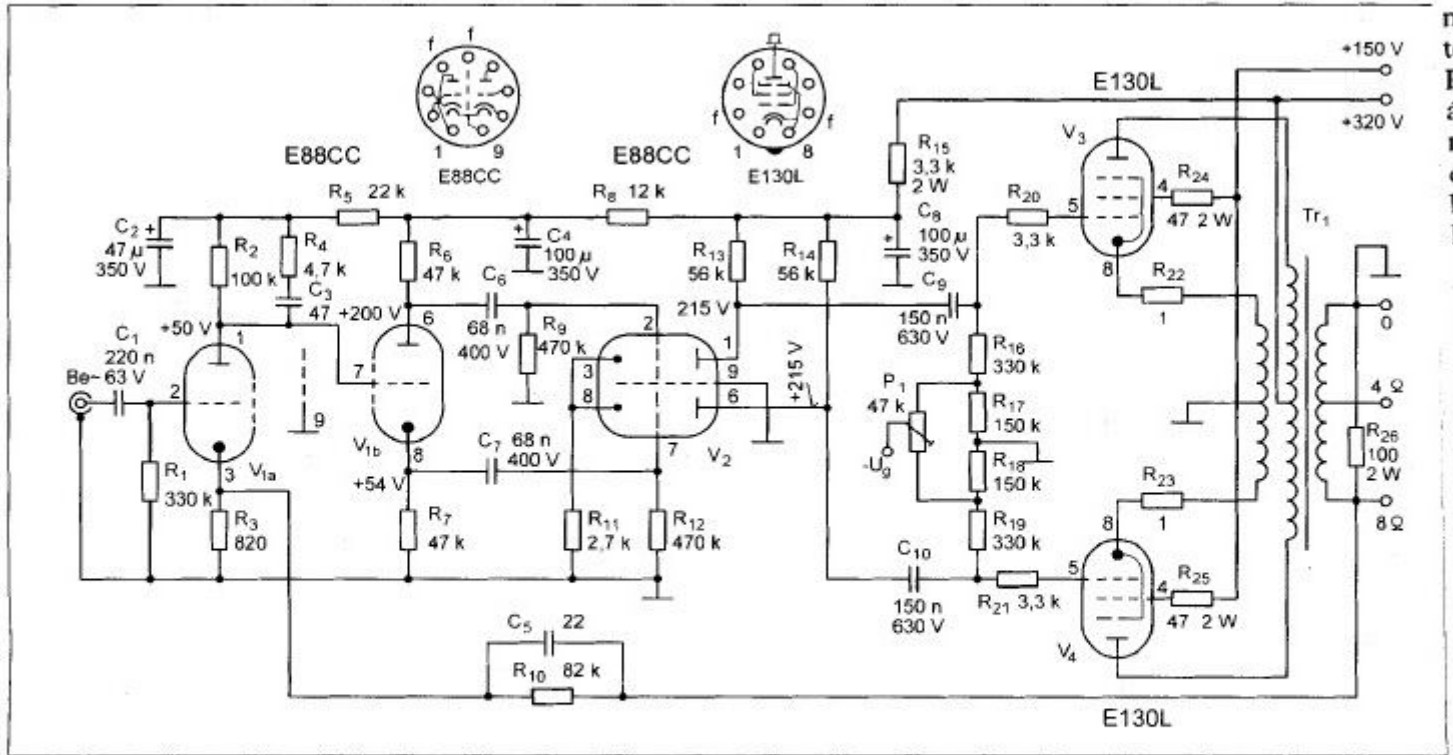 f
f
1 9
E88CC
f f
1 8
E130L
E88CC
E88CC
E130L
+150 V
+320 V
V3
R5 22 k
R8 12 k
R15
3,3 k
2 W
C2 +
47 µ
350 V
R2
100 k
R4
4,7 k
C3
47
R6
47 k
+
C4
100 µ
350 V
R13
56 k
R14
56 k
+
C8
100 µ
350 V
R20
3,3 k
5
4
R24
47 2 W
Tr1
8
R22
1
C1
220 n
63 V
Be~
2
+50 V
1
3
V1a
9
R1
330 k
R3
820
+200 V
6
7
V1b
8
+54 V
R7
47 k
C6
68 n
400 V
C7
68 n
400 V
R9
470 k
2
3
8
1
9
6
7
V2
215 V
+215 V
R11
2,7 k
R12
470 k
C9
150 n
630 V
R16
330 k
P1
47 k
-Ug
R17
150 k
R18
150 k
R19
330 k
C10
150 n
630 V
R21 3,3 k
R23
1
8
5
4
R25
47 2 W
V4
0
4 Ω
R26
100
2 W
8 Ω
C5 22
R10 82 k
E130L